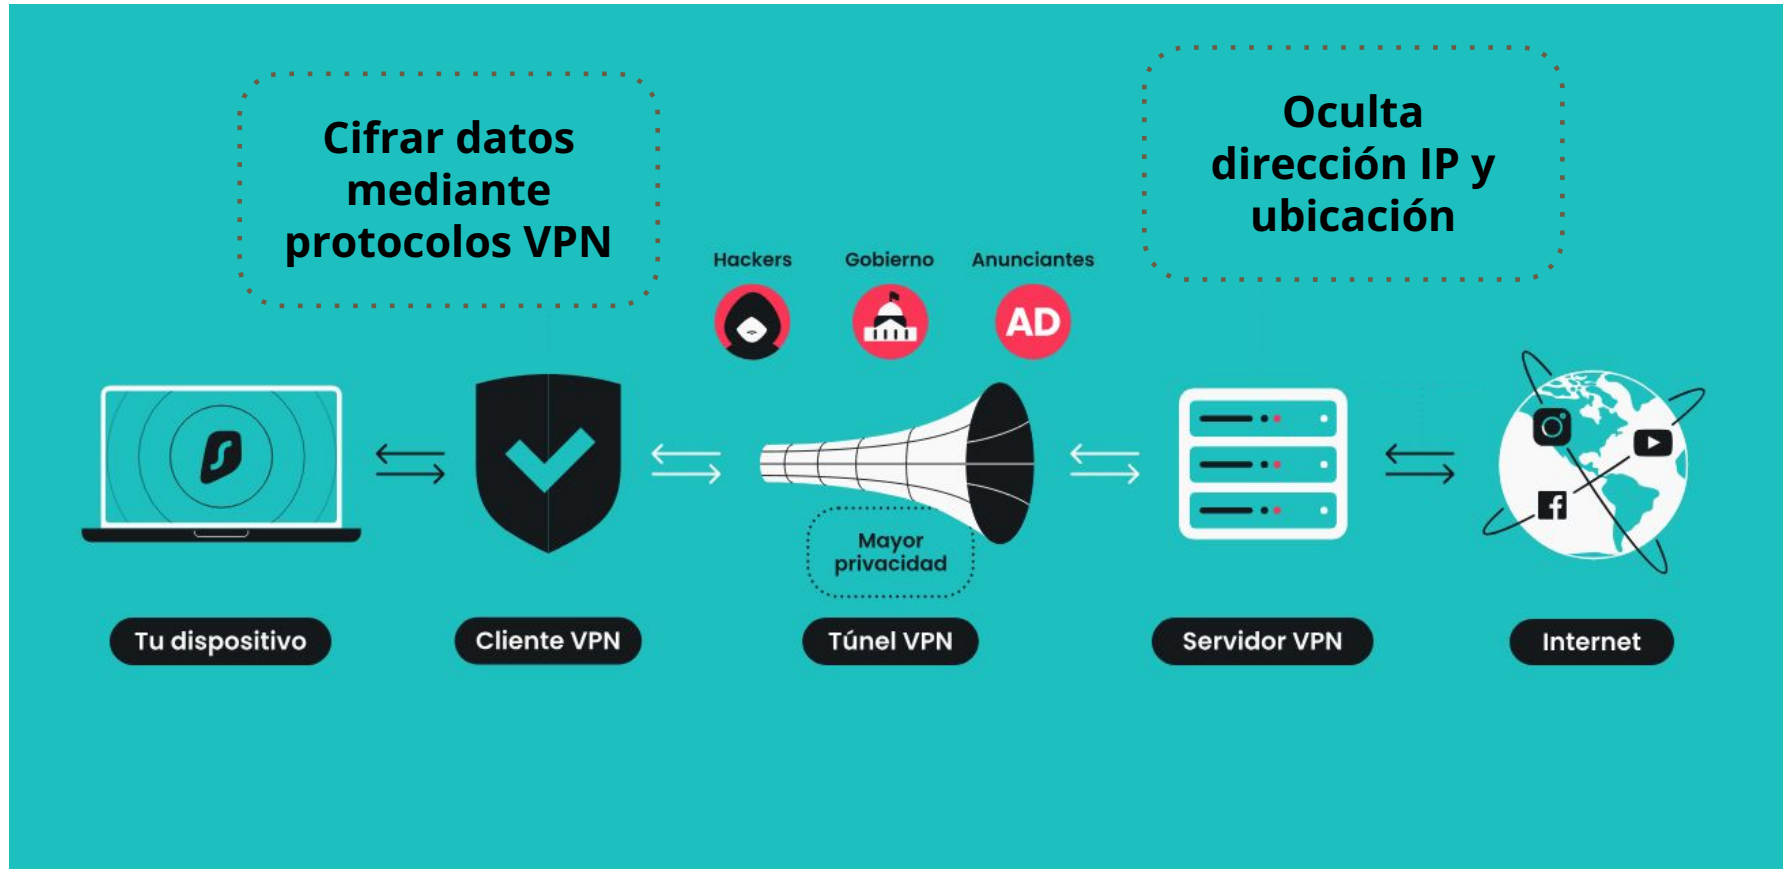 Cifrar datos
mediante
protocolos VPN
Oculta
dirección IP y
ubicación
Hackers
Gobierno
Anunciantes
AD
Mayor
privacidad
Tu dispositivo
Cliente VPN
Túnel VPN
Servidor VPN
Internet